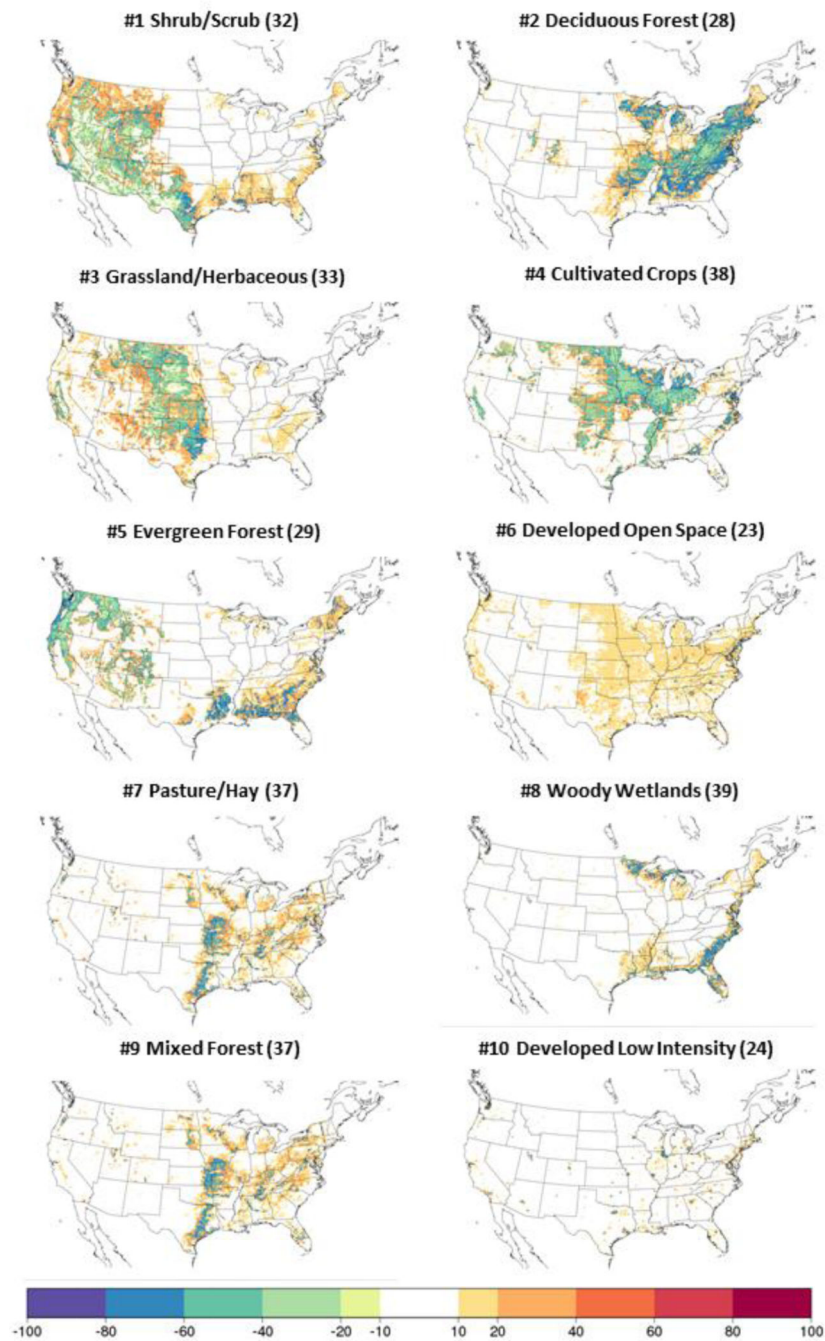 #1 Shrub/Scrub (32)
#2 Deciduous Forest (28)
#3 Grassland/Herbaceous (33)
#4 Cultivated Crops (38)
#5 Evergreen Forest (29)
#6 Developed Open Space (23)
#7 Pasture/Hay (37)
#8 Woody Wetlands (39)
#9 Mixed Forest (37)
#10 Developed Low Intensity (24)
-100 -80 -60 -40 -20 -10 10 20 40 60 80 100